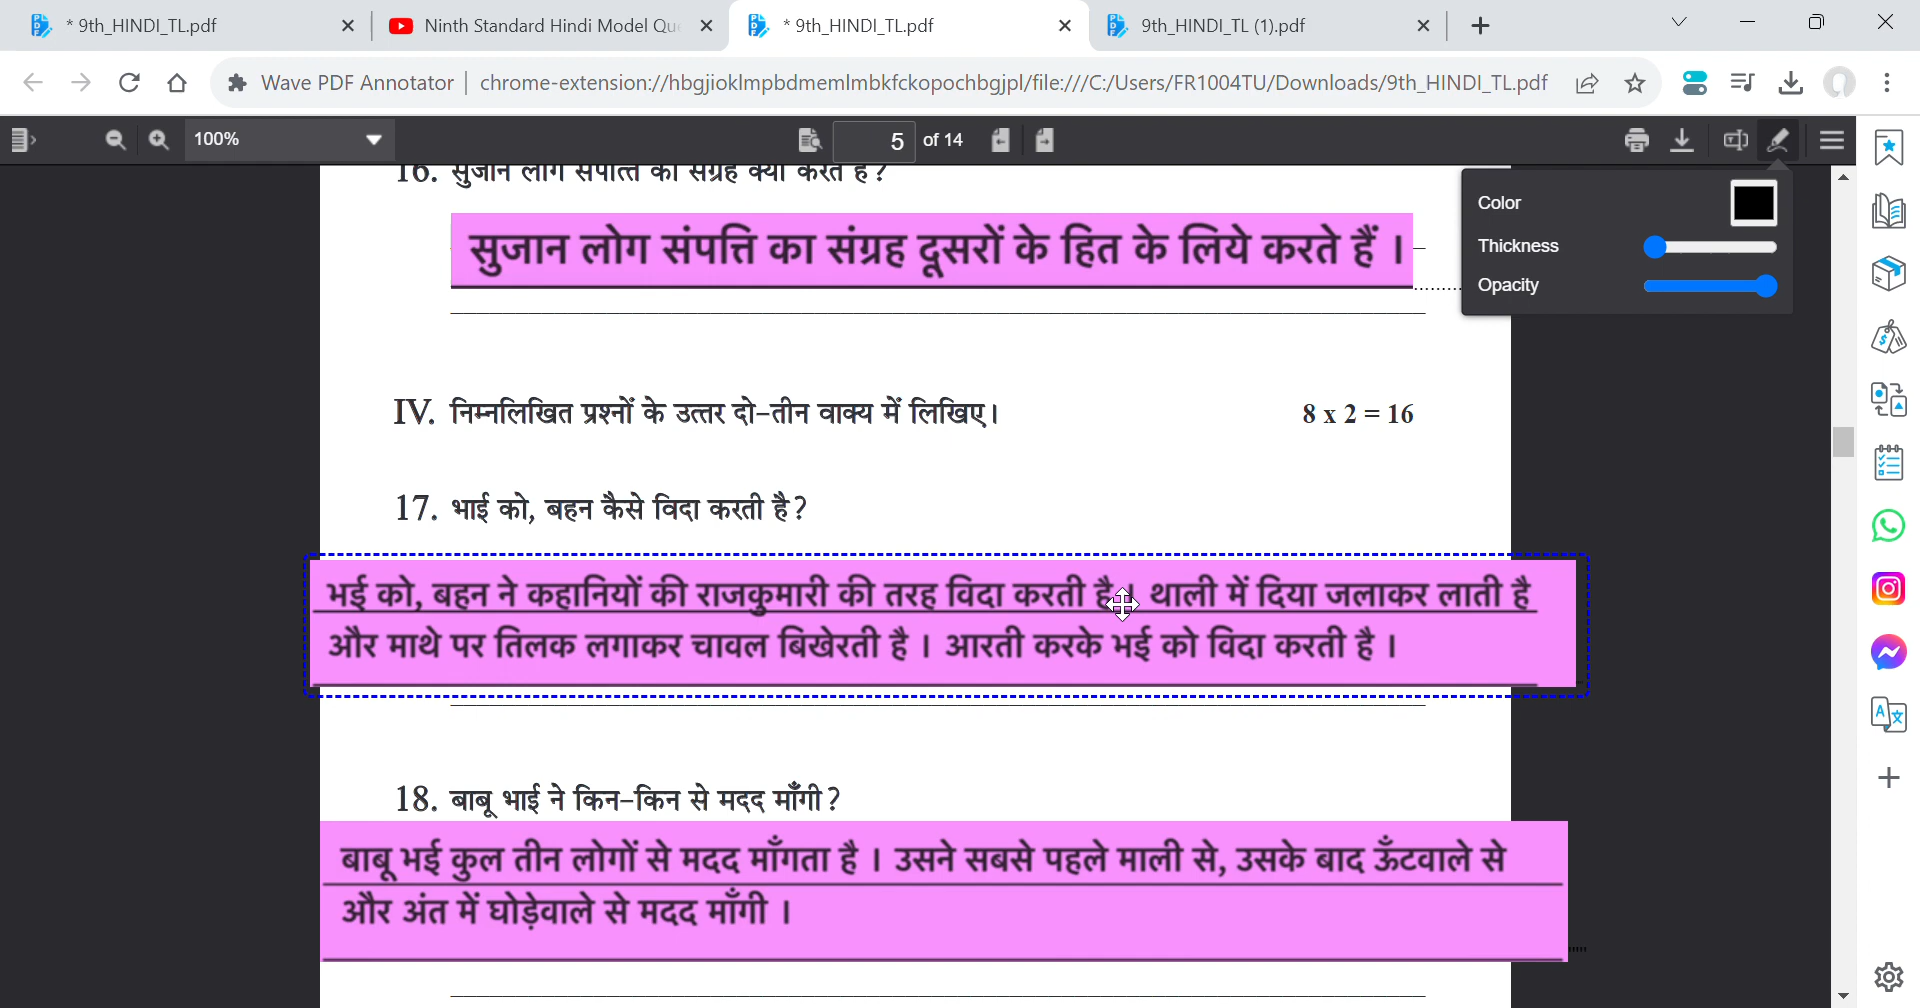 * 9th_HINDI_TL.pdf
Ninth Standard Hindi Model Qu
* 9th_HINDI_TL.pdf
9th_HINDI_TL (1).pdf
Wave PDF Annotator | chrome-extension://hbgjioklmpbdmemlmbkfckopochbgjpl/file:///C:/Users/FR1004TU/Downloads/9th_HINDI_TL.pdf
100%
5 of 14
Color
Thickness
Opacity
16. सुजान लोग संपत्ति का संग्रह क्यों करते है?
सुजान लोग संपत्ति का संग्रह दूसरों के हित के लिये करते हैं ।
IV. निम्नलिखित प्रश्नों के उत्तर दो-तीन वाक्य में लिखिए। 8 x 2 = 16
17. भाई को, बहन कैसे विदा करती है?
भई को, बहन ने कहानियों की राजकुमारी की तरह विदा करती है । थाली में दिया जलाकर लाती है
और माथे पर तिलक लगाकर चावल बिखेरती है । आरती करके भई को विदा करती है ।
18. बाबू भाई ने किन-किन से मदद माँगी?
बाबू भई कुल तीन लोगों से मदद माँगता है । उसने सबसे पहले माली से, उसके बाद ऊँटवाले से
और अंत में घोड़ेवाले से मदद माँगी ।